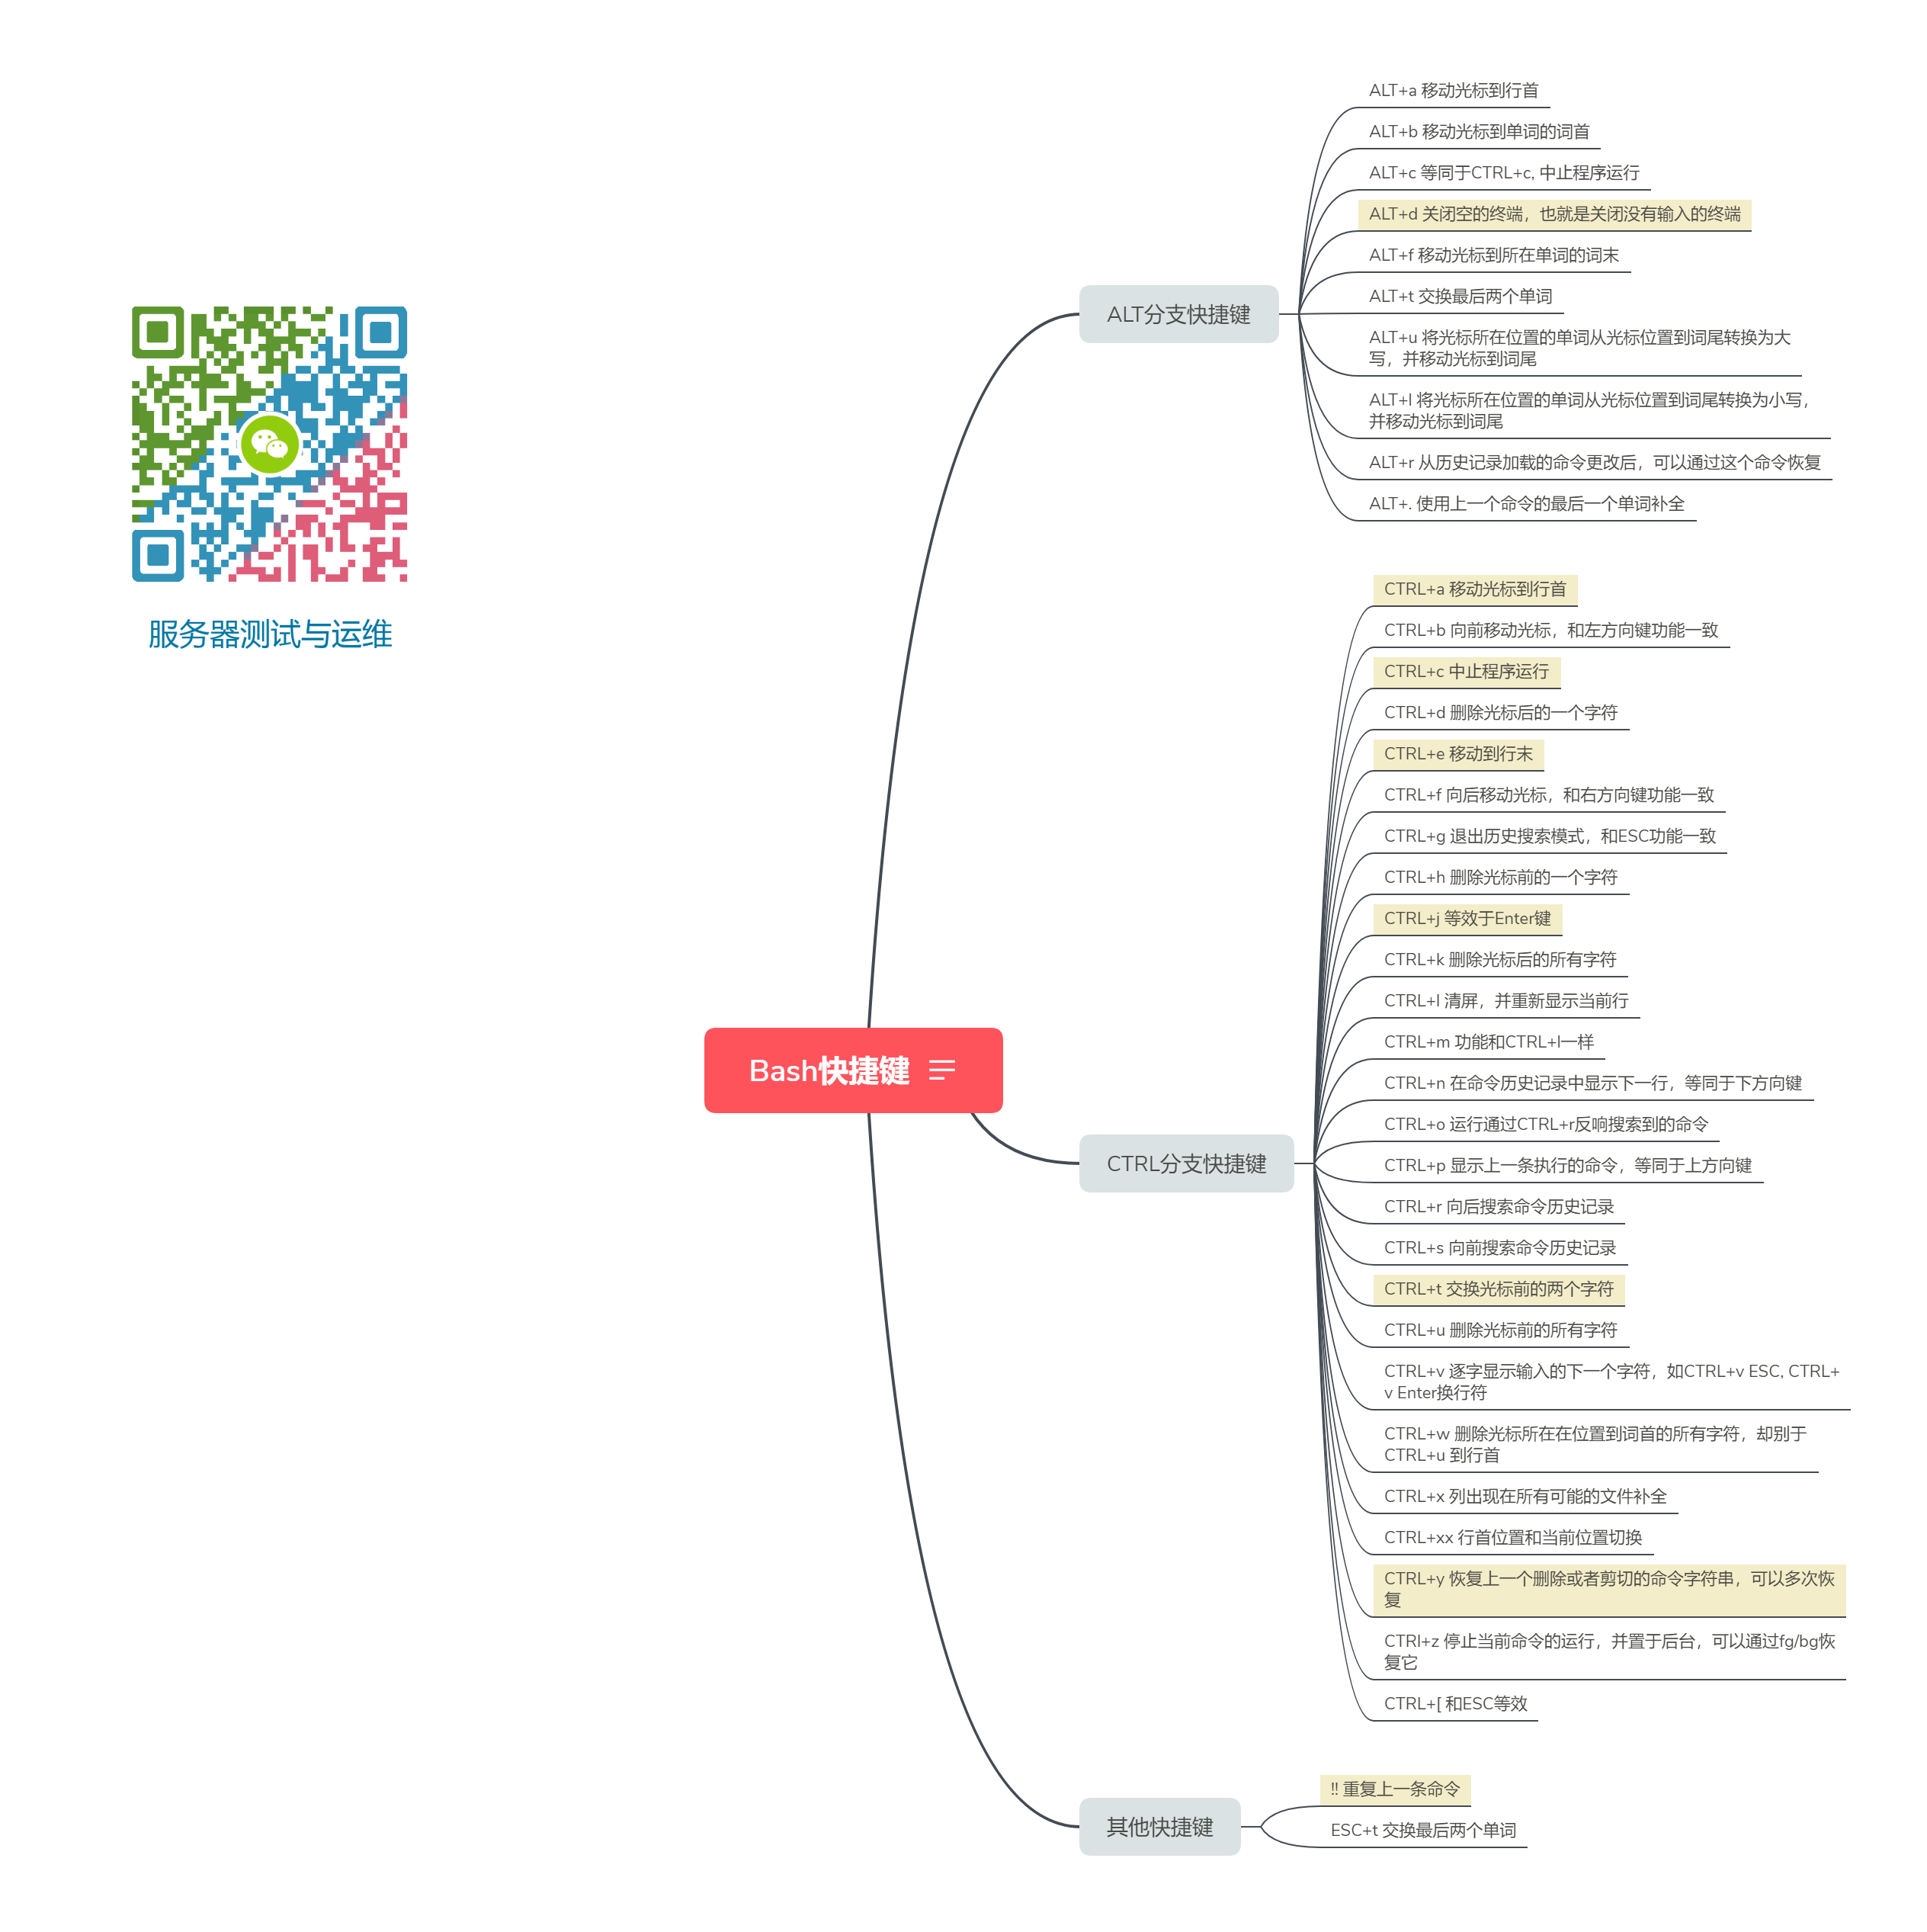 服务器测试与运维
Bash快捷键
ALT分支快捷键
ALT+a 移动光标到行首
ALT+b 移动光标到单词的词首
ALT+c 等同于CTRL+c, 中止程序运行
ALT+d 关闭空的终端，也就是关闭没有输入的终端
ALT+f 移动光标到所在单词的词末
ALT+t 交换最后两个单词
ALT+u 将光标所在位置的单词从光标位置到词尾转换为大
写，并移动光标到词尾
ALT+l 将光标所在位置的单词从光标位置到词尾转换为小写，
并移动光标到词尾
ALT+r 从历史记录加载的命令更改后，可以通过这个命令恢复
ALT+. 使用上一个命令的最后一个单词补全
CTRL分支快捷键
CTRL+a 移动光标到行首
CTRL+b 向前移动光标，和左方向键功能一致
CTRL+c 中止程序运行
CTRL+d 删除光标后的一个字符
CTRL+e 移动到行末
CTRL+f 向后移动光标，和右方向键功能一致
CTRL+g 退出历史搜索模式，和ESC功能一致
CTRL+h 删除光标前的一个字符
CTRL+j 等效于Enter键
CTRL+k 删除光标后的所有字符
CTRL+l 清屏，并重新显示当前行
CTRL+m 功能和CTRL+l一样
CTRL+n 在命令历史记录中显示下一行，等同于下方向键
CTRL+o 运行通过CTRL+r反响搜索到的命令
CTRL+p 显示上一条执行的命令，等同于上方向键
CTRL+r 向后搜索命令历史记录
CTRL+s 向前搜索命令历史记录
CTRL+t 交换光标前的两个字符
CTRL+u 删除光标前的所有字符
CTRL+v 逐字显示输入的下一个字符，如CTRL+v ESC, CTRL+
v Enter换行符
CTRL+w 删除光标所在在位置到词首的所有字符，却别于
CTRL+u 到行首
CTRL+x 列出现在所有可能的文件补全
CTRL+xx 行首位置和当前位置切换
CTRL+y 恢复上一个删除或者剪切的命令字符串，可以多次恢
复
CTRl+z 停止当前命令的运行，并置于后台，可以通过fg/bg恢
复它
CTRL+[ 和ESC等效
其他快捷键
!! 重复上一条命令
ESC+t 交换最后两个单词